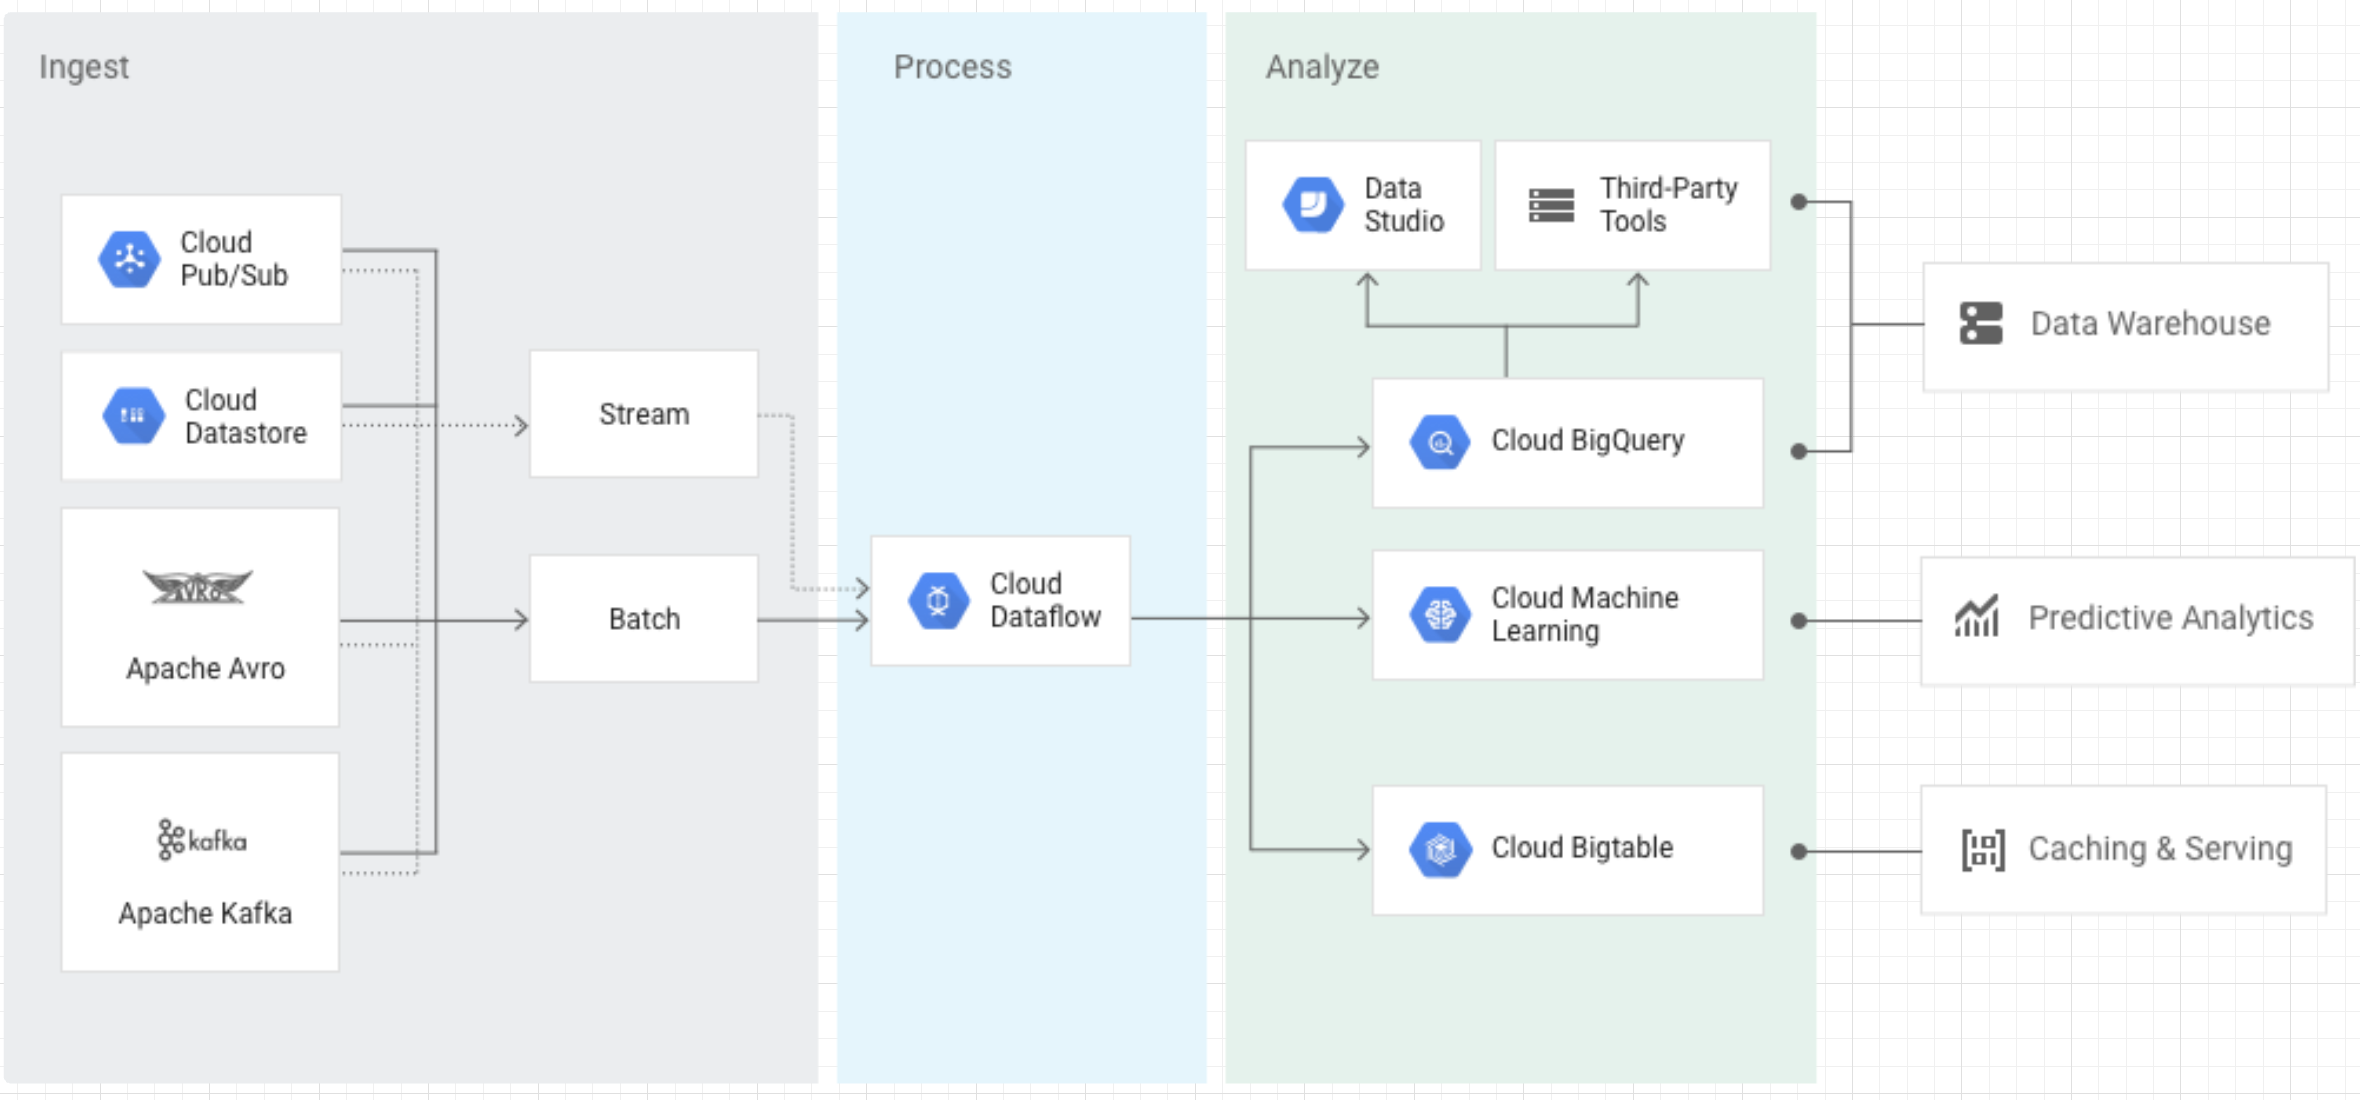 Ingest
Process
Analyze
Cloud
Pub/Sub
Cloud
Datastore
AVRO
Apache Avro
kafka
Apache Kafka
Stream
Batch
Cloud
Dataflow
Data
Studio
Third-Party
Tools
Cloud BigQuery
Cloud Machine
Learning
Cloud Bigtable
Data Warehouse
Predictive Analytics
Caching & Serving